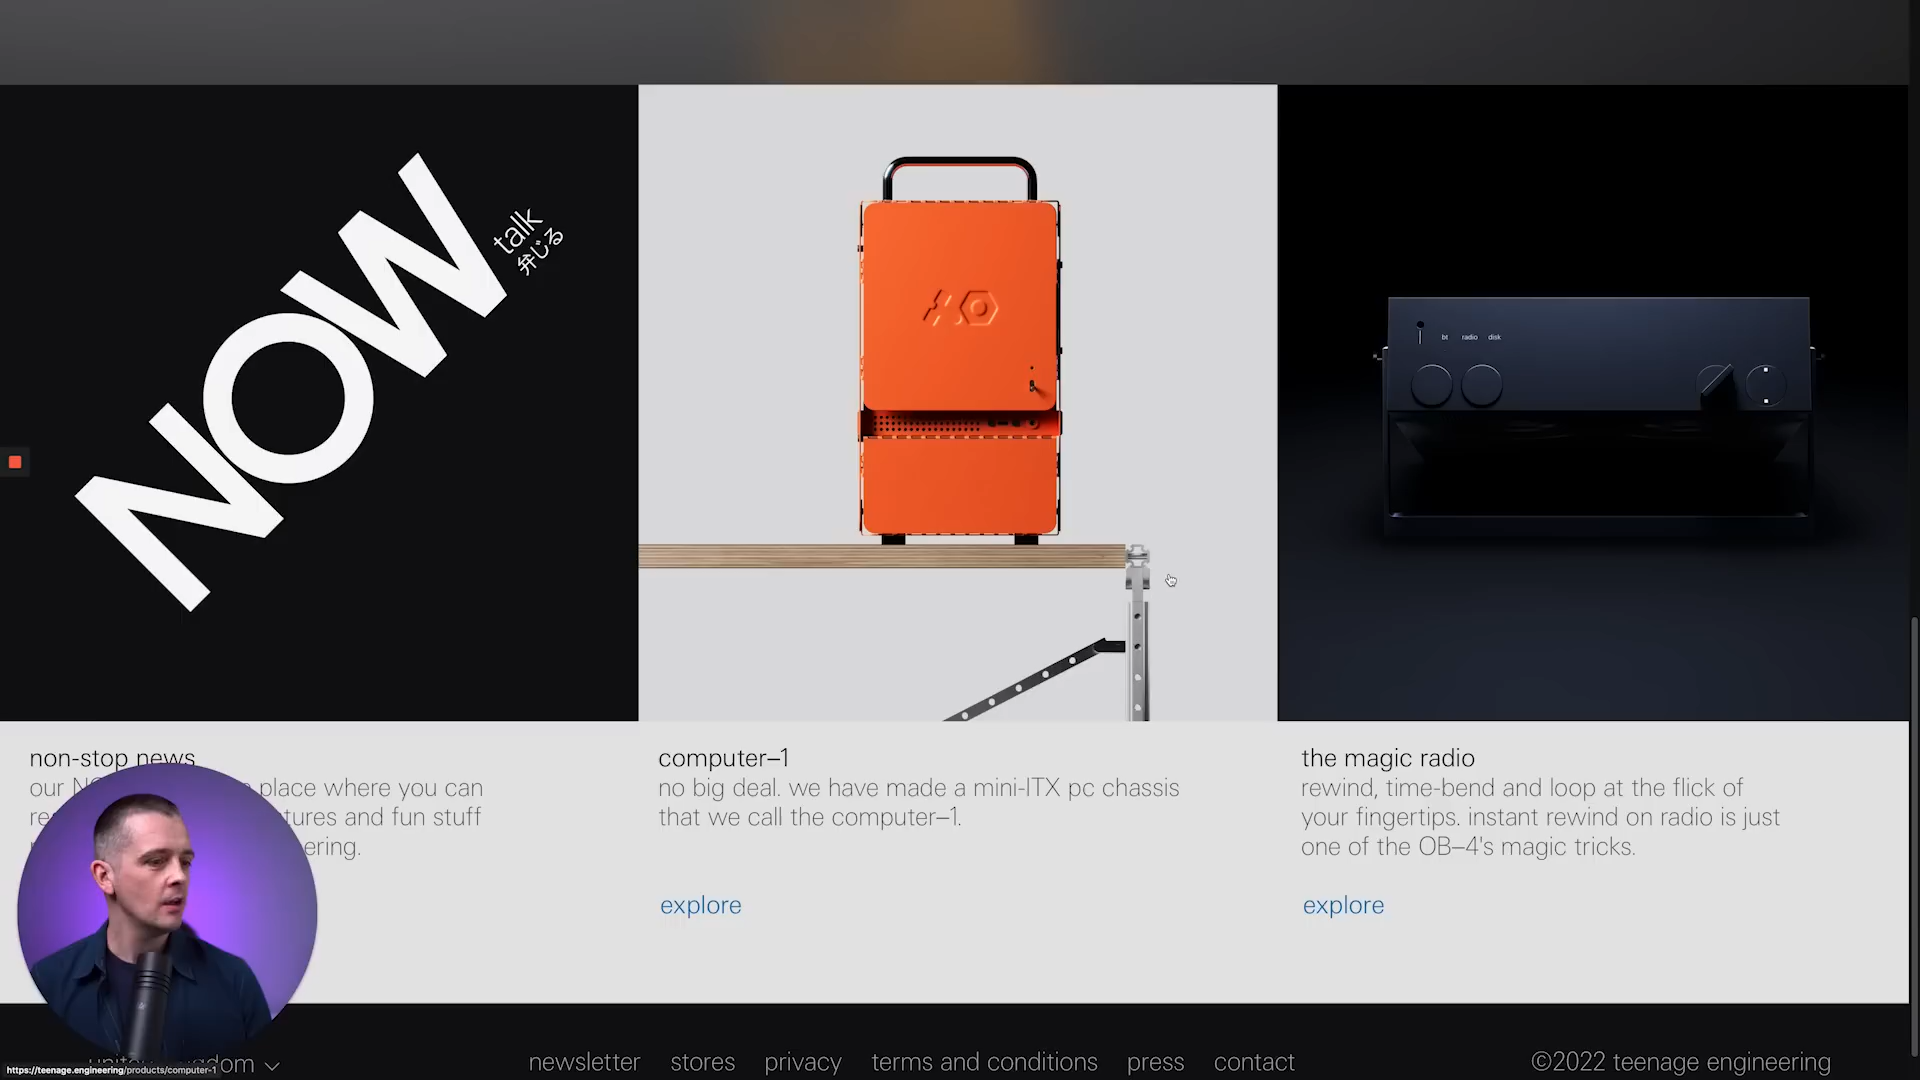 NOW
talk
弁じる
bt radio disk
non-stop news
our place where you can
tures and fun stuff
ering.
computer–1
no big deal. we have made a mini-ITX pc chassis
that we call the computer–1.
explore
the magic radio
rewind, time-bend and loop at the flick of
your fingertips. instant rewind on radio is just
one of the OB–4's magic tricks.
explore
newsletter stores privacy terms and conditions press contact
©2022 teenage engineering
https://teenage.engineering/products/computer-1